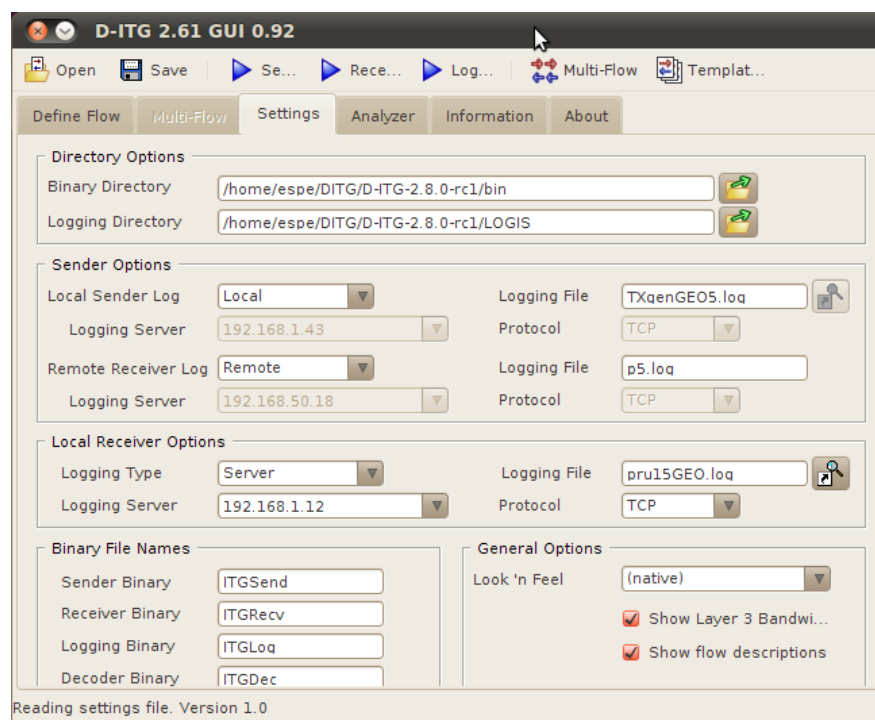 D-ITG 2.61 GUI 0.92
Open Save Se... Rece... Log... Multi-Flow Templat...
Define Flow Multi-Flow Settings Analyzer Information About
Directory Options
Binary Directory /home/espe/DITG/D-ITG-2.8.0-rc1/bin
Logging Directory /home/espe/DITG/D-ITG-2.8.0-rc1/LOGIS
Sender Options
Local Sender Log Local Logging File TXgenGEO5.log
Logging Server 192.168.1.43 Protocol TCP
Remote Receiver Log Remote Logging File p5.log
Logging Server 192.168.50.18 Protocol TCP
Local Receiver Options
Logging Type Server Logging File pru15GEO.log
Logging Server 192.168.1.12 Protocol TCP
Binary File Names General Options
Sender Binary ITGSend Look 'n Feel (native)
Receiver Binary ITGRecv Show Layer 3 Bandwi...
Logging Binary ITGLog Show flow descriptions
Decoder Binary ITGDec
Reading settings file. Version 1.0